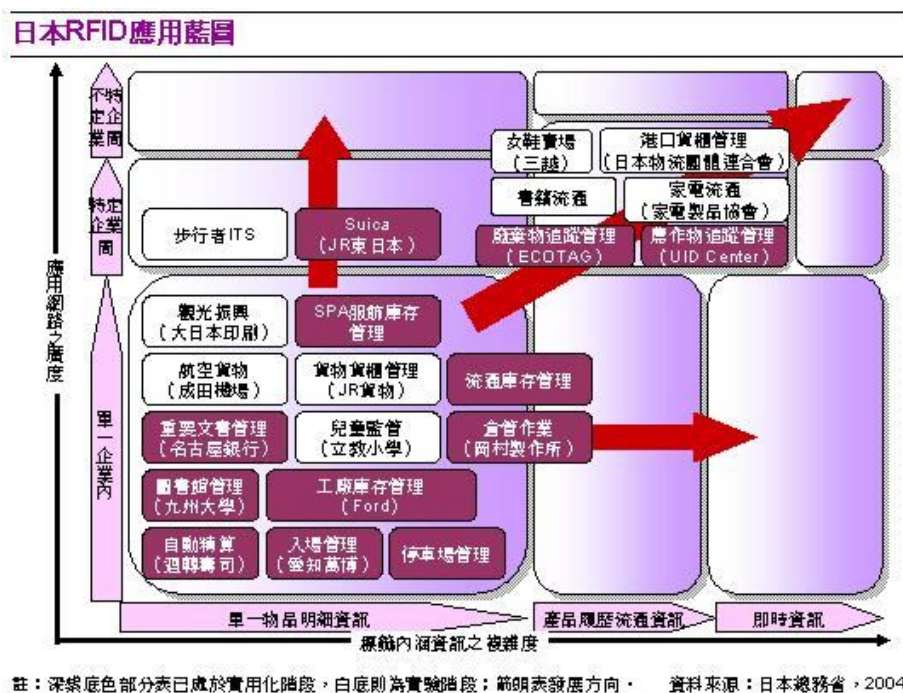 日本RFID應用藍圖
不特定企業間
特定企業間
單一企業內
應用網路之廣度
女鞋賣場
(三越)
港口貨櫃管理
(日本物流團體連合會)
書籍流通
家電流通
(家電製品協會)
步行者ITS
Suica
(JR東日本)
廢棄物追蹤管理
(ECOTAG)
農作物追蹤管理
(UID Center)
觀光振興
(大日本印刷)
SPA服飾庫存
管理
航空貨物
(成田機場)
貨物貨櫃管理
(JR貨物)
流通庫存管理
重要文書管理
(名古屋銀行)
兒童監管
(立教小學)
倉管作業
(岡村製作所)
圖書館管理
(九州大學)
工廠庫存管理
(Ford)
自動精算
(迴轉壽司)
入場管理
(愛知萬博)
停車場管理
單一物品明細資訊
產品履歷流通資訊
即時資訊
標籤內涵資訊之複雜度
註：深紫底色部分表已處於實用化階段，白底則為實驗階段；箭頭表發展方向。
資料來源：日本總務省，2004